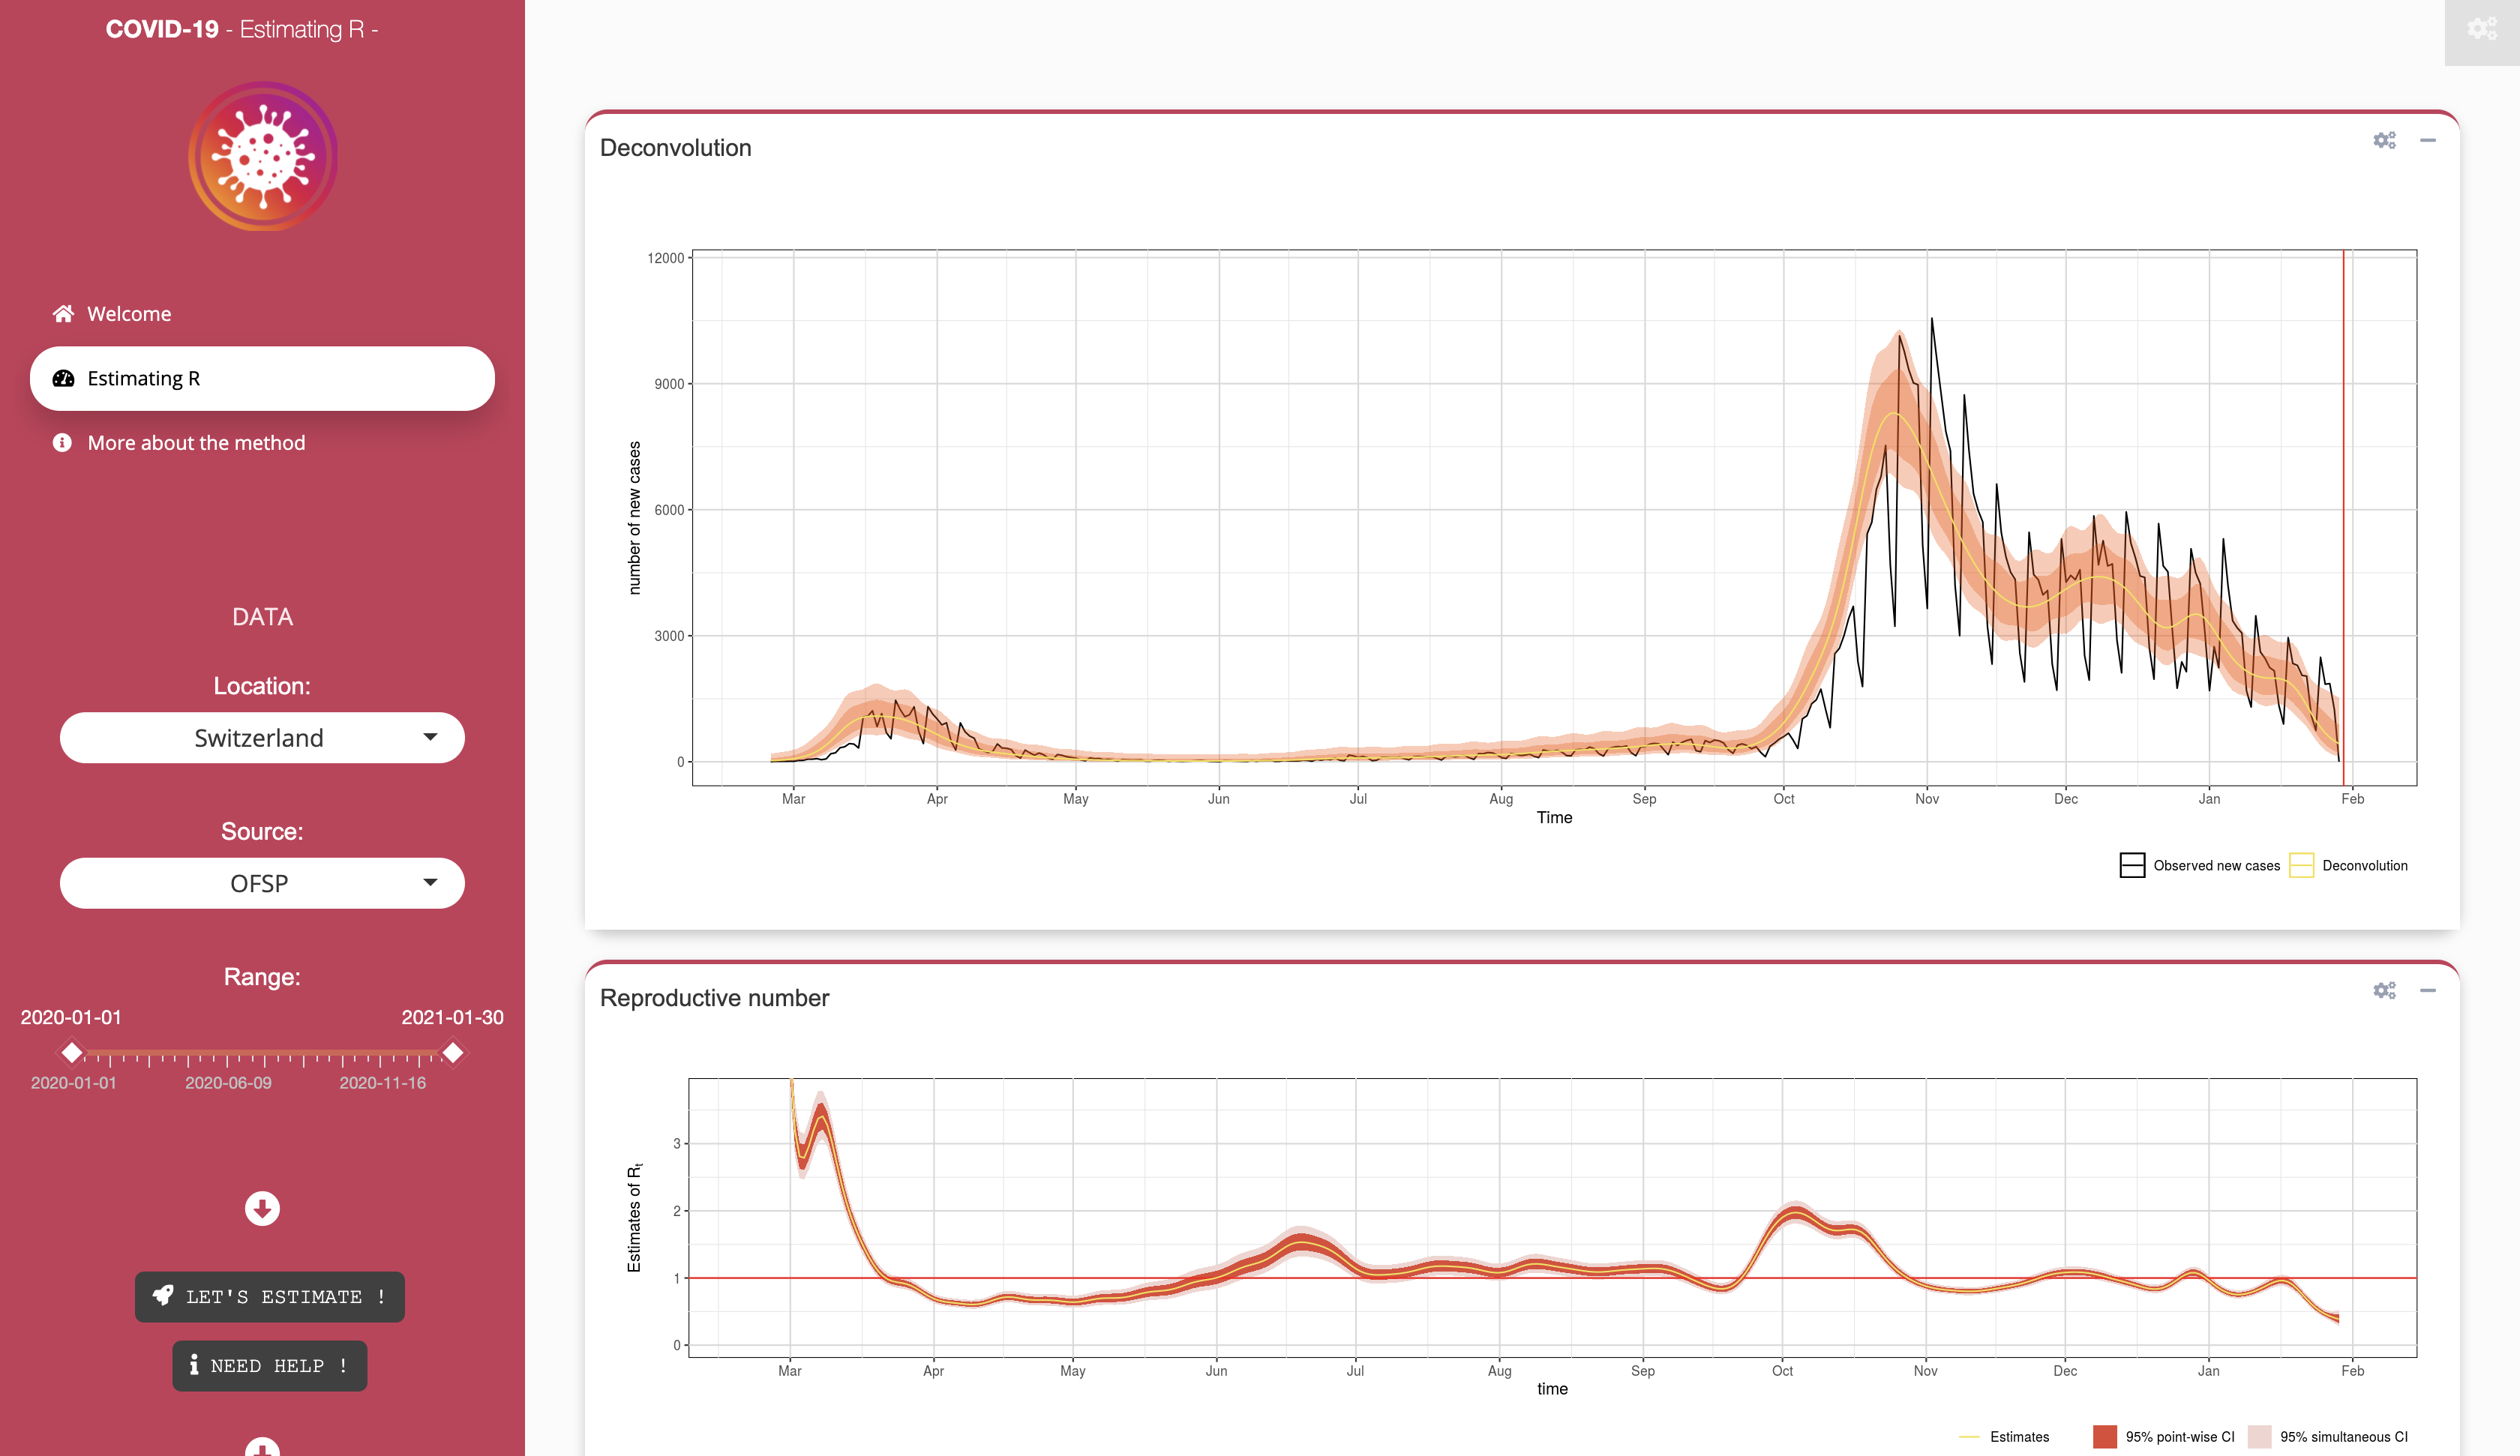 COVID-19 - Estimating R -
Welcome
Estimating R
More about the method
DATA
Location:
Switzerland
Source:
OFSP
Range:
2020-01-01 2021-01-30
2020-01-01 2020-06-09 2020-11-16
LET'S ESTIMATE !
NEED HELP !
Deconvolution
number of new cases
12000
9000
6000
3000
0
Mar Apr May Jun Jul Aug Sep Oct Nov Dec Jan Feb
Time
Observed new cases Deconvolution
Reproductive number
Estimates of Rt
3
2
1
0
Mar Apr May Jun Jul Aug Sep Oct Nov Dec Jan Feb
time
Estimates 95% point-wise CI 95% simultaneous CI